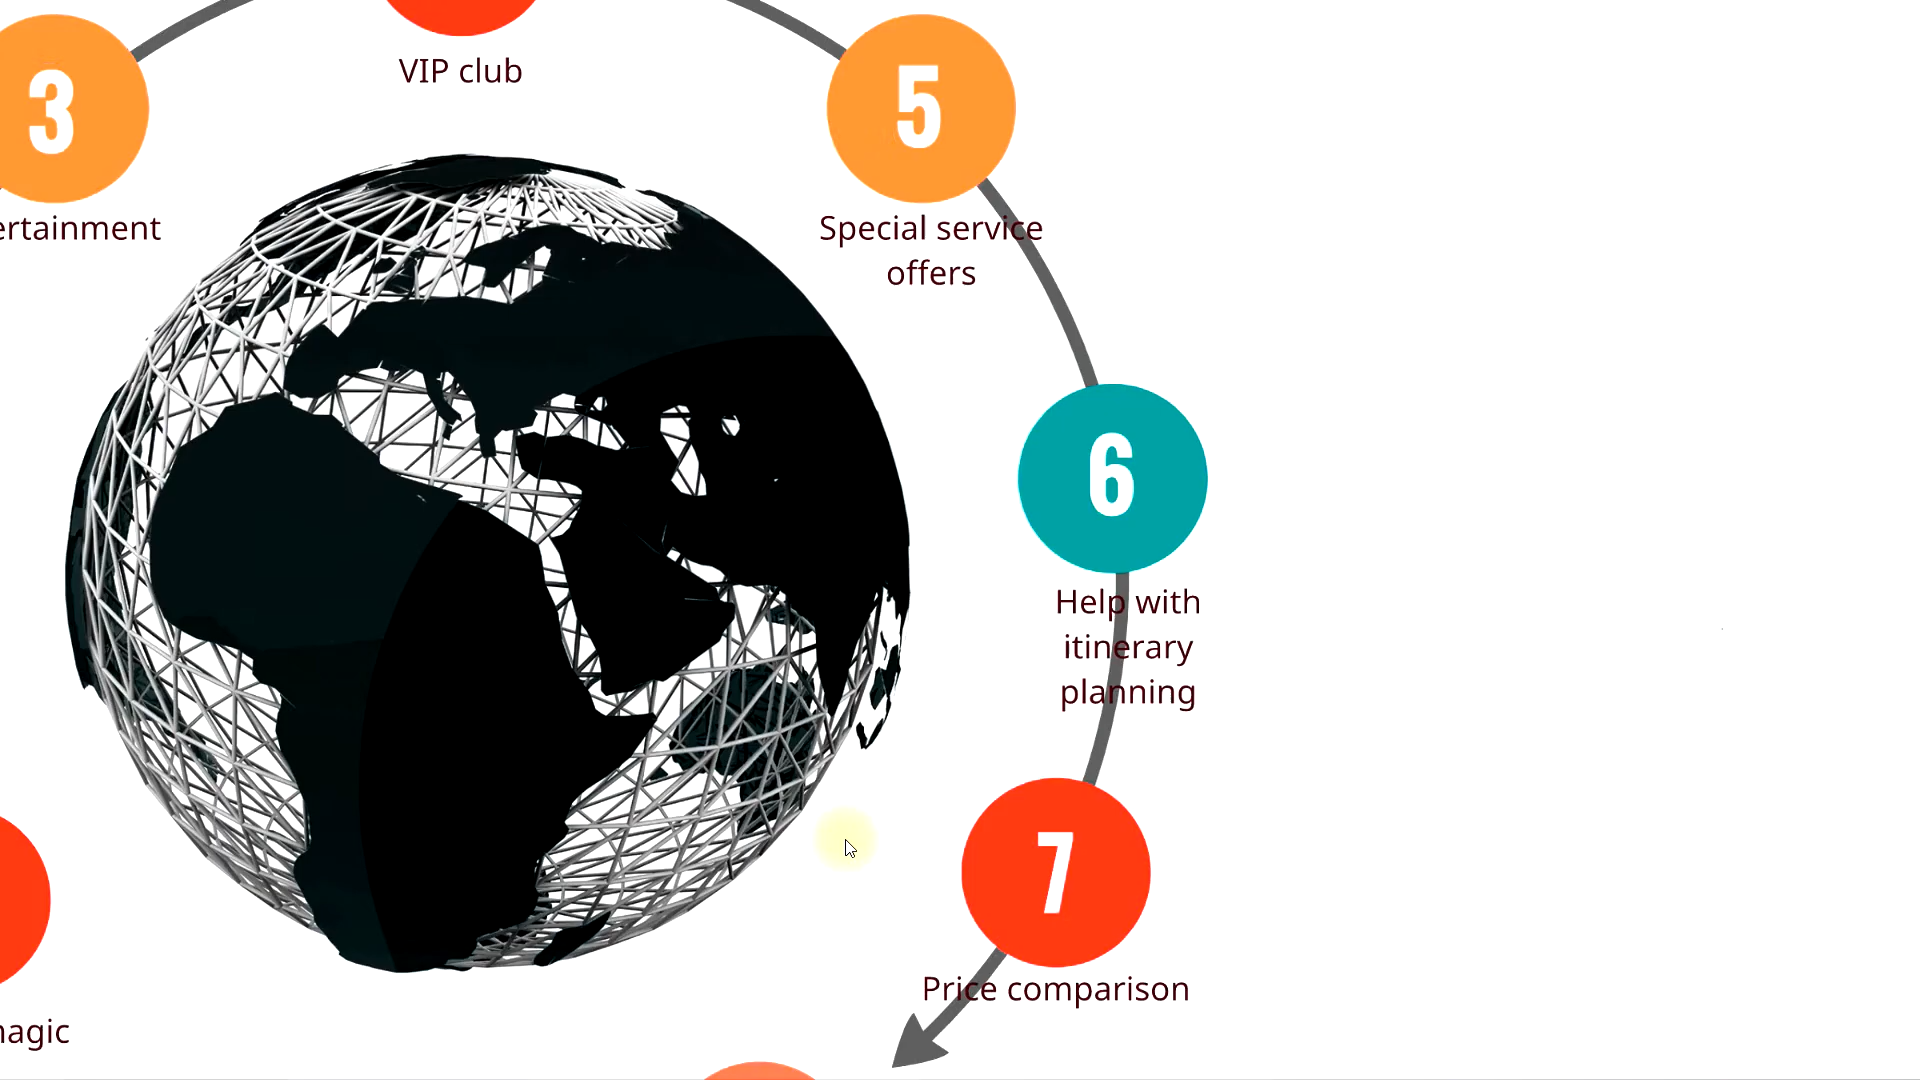 VIP club
3
5
ertainment
Special service
offers
6
Help with
itinerary
planning
7
Price comparison
agic